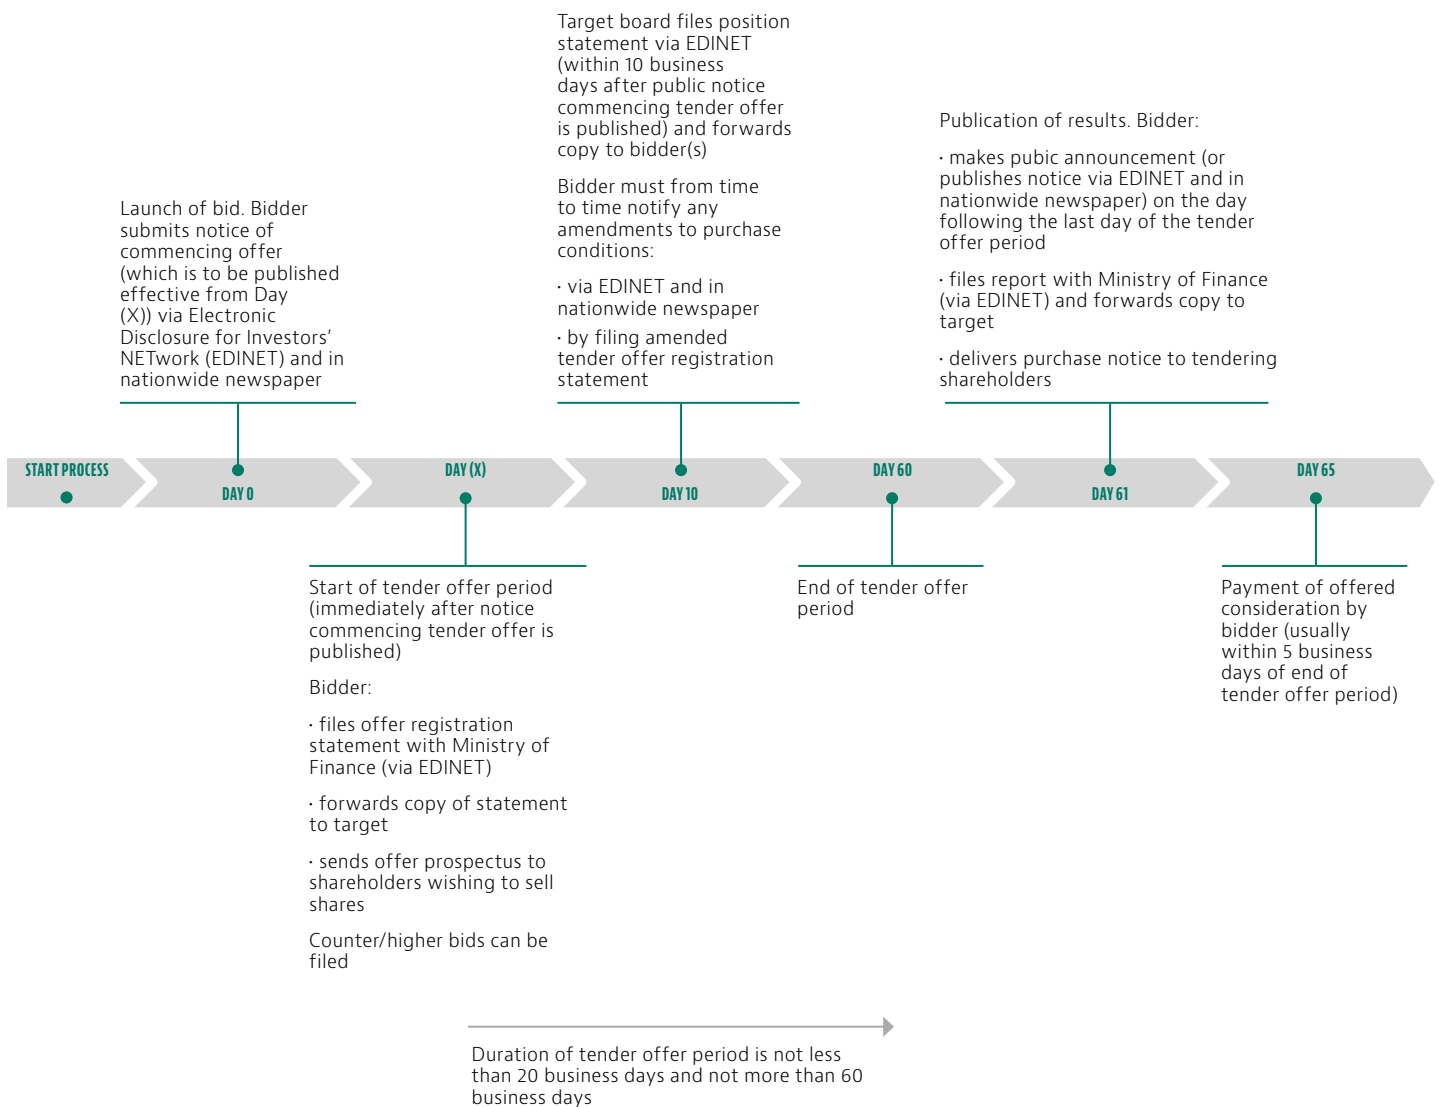 Target board files position
statement via EDINET
(within 10 business
days after public notice
commencing tender offer
is published) and forwards
copy to bidder(s)
Bidder must from time
to time notify any
amendments to purchase
conditions:
· via EDINET and in
nationwide newspaper
· by filing amended
tender offer registration
statement
Publication of results. Bidder:
· makes pubic announcement (or
publishes notice via EDINET and in
nationwide newspaper) on the day
following the last day of the tender
offer period
· files report with Ministry of Finance
(via EDINET) and forwards copy to
target
· delivers purchase notice to tendering
shareholders
Launch of bid. Bidder
submits notice of
commencing offer
(which is to be published
effective from Day
(X)) via Electronic
Disclosure for Investors’
NETwork (EDINET) and in
nationwide newspaper
START PROCESS
DAY 0
DAY (X)
DAY 10
DAY 60
DAY 61
DAY 65
Start of tender offer period
(immediately after notice
commencing tender offer is
published)
Bidder:
· files offer registration
statement with Ministry of
Finance (via EDINET)
· forwards copy of statement
to target
· sends offer prospectus to
shareholders wishing to sell
shares
Counter/higher bids can be
filed
End of tender offer
period
Payment of offered
consideration by
bidder (usually
within 5 business
days of end of
tender offer period)
Duration of tender offer period is not less
than 20 business days and not more than 60
business days